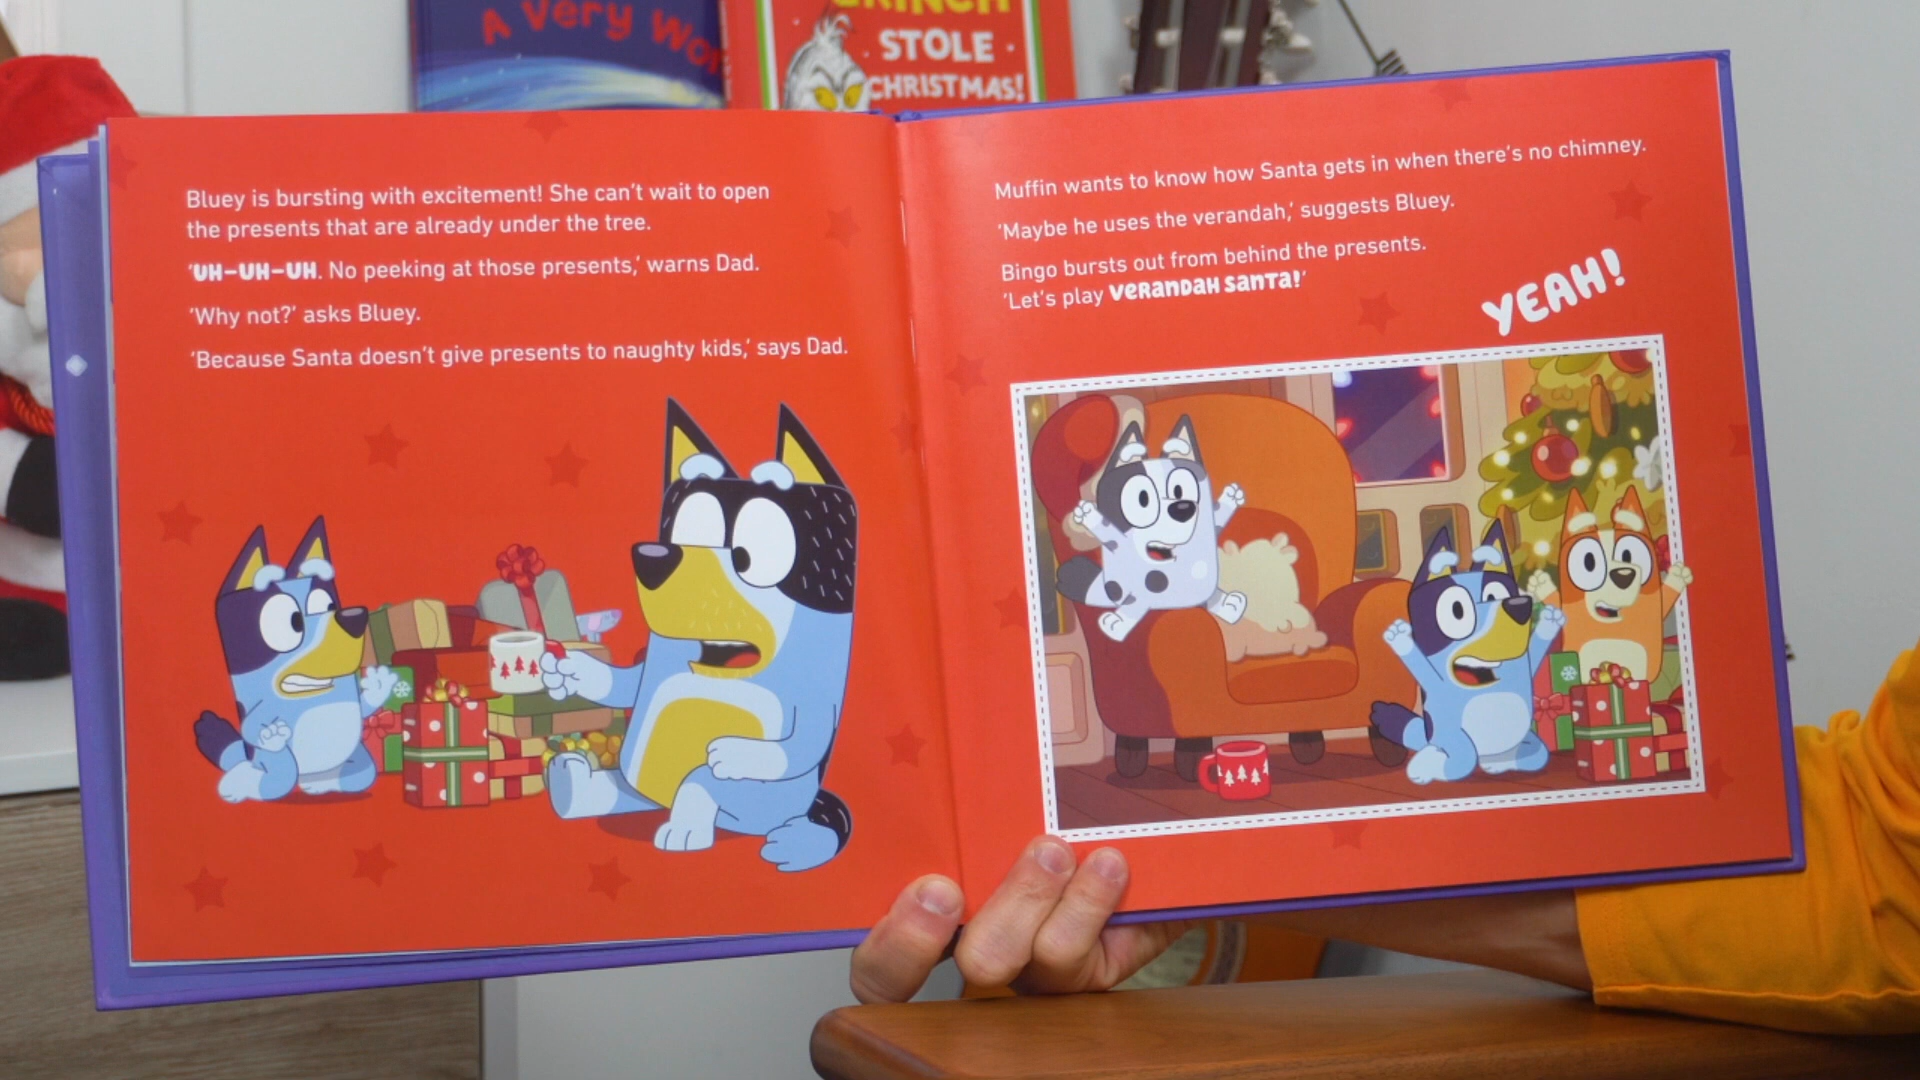 A Very Wor
GRINCH
STOLE
CHRISTMAS!
Bluey is bursting with excitement! She can't wait to open
the presents that are already under the tree.
'UH–UH–UH. No peeking at those presents,' warns Dad.
'Why not?' asks Bluey.
'Because Santa doesn't give presents to naughty kids,' says Dad.
Muffin wants to know how Santa gets in when there's no chimney.
'Maybe he uses the verandah,' suggests Bluey.
Bingo bursts out from behind the presents.
'Let's play VERANDAH SANTA!'
YEAH!